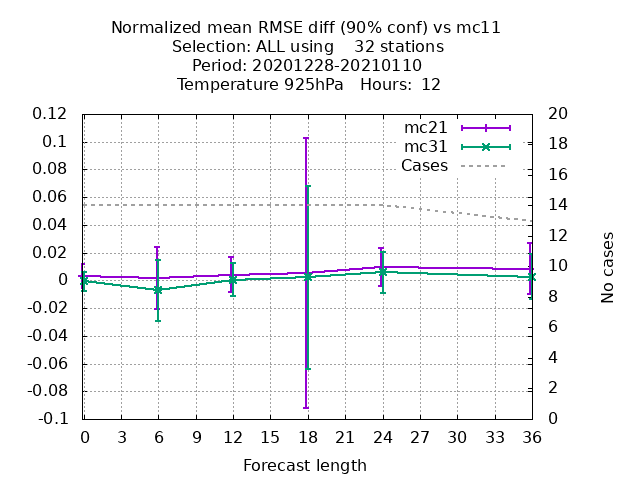 Normalized mean RMSE diff (90% conf) vs mc11
Selection: ALL using    32 stations
Period: 20201228-20210110
Temperature 925hPa   Hours:  12
0.12
0.1
0.08
0.06
0.04
0.02
0
-0.02
-0.04
-0.06
-0.08
-0.1
mc21
mc31
Cases
20
18
16
14
12
10
8
6
4
2
0
No cases
0 3 6 9 12 15 18 21 24 27 30 33 36
Forecast length